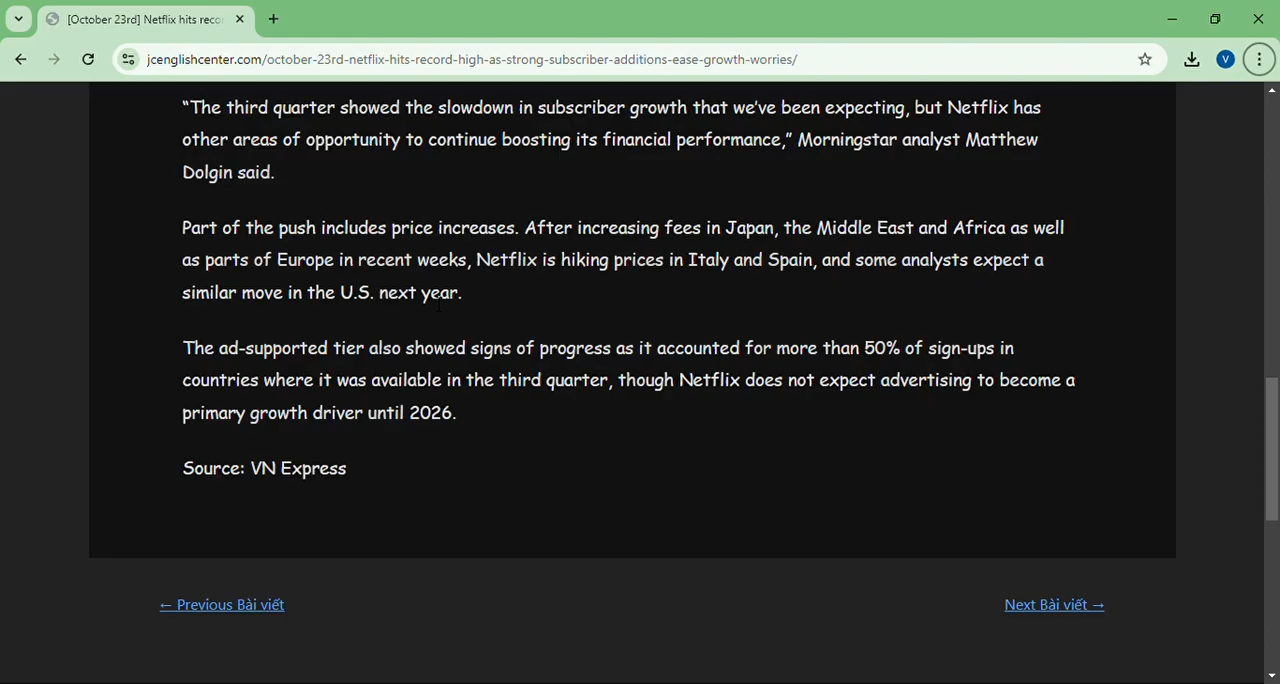 [October 23rd] Netflix hits reco
jcenglishcenter.com/october-23rd-netflix-hits-record-high-as-strong-subscriber-additions-ease-growth-worries/
V
“The third quarter showed the slowdown in subscriber growth that we’ve been expecting, but Netflix has
other areas of opportunity to continue boosting its financial performance,” Morningstar analyst Matthew
Dolgin said.
Part of the push includes price increases. After increasing fees in Japan, the Middle East and Africa as well
as parts of Europe in recent weeks, Netflix is hiking prices in Italy and Spain, and some analysts expect a
similar move in the U.S. next year.
The ad-supported tier also showed signs of progress as it accounted for more than 50% of sign-ups in
countries where it was available in the third quarter, though Netflix does not expect advertising to become a
primary growth driver until 2026.
Source: VN Express
← Previous Bài viết
Next Bài viết →